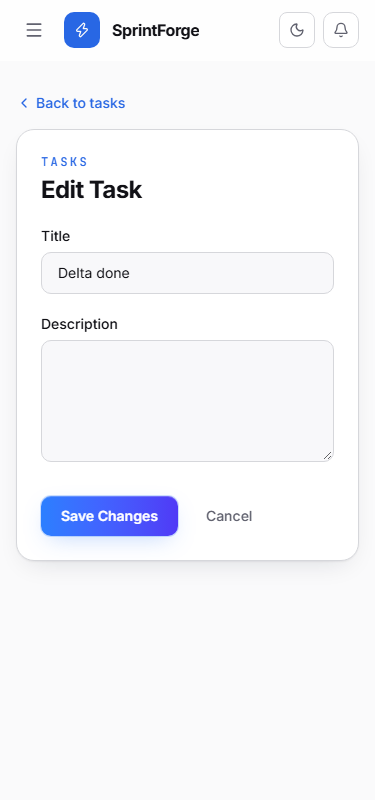 SprintForge
Back to tasks
TASKS
Edit Task
Title
Delta done
Description
Save Changes
Cancel